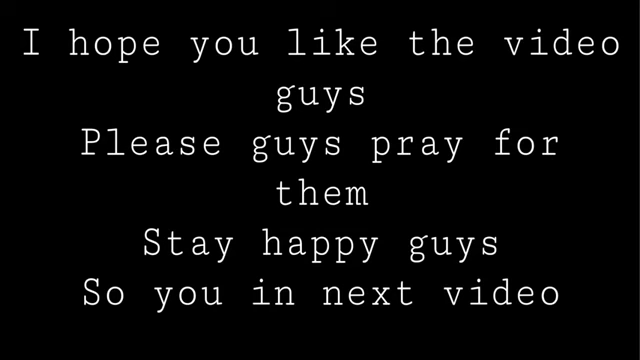 I hope you like the video
guys
Please guys pray for
them
Stay happy guys
So you in next video